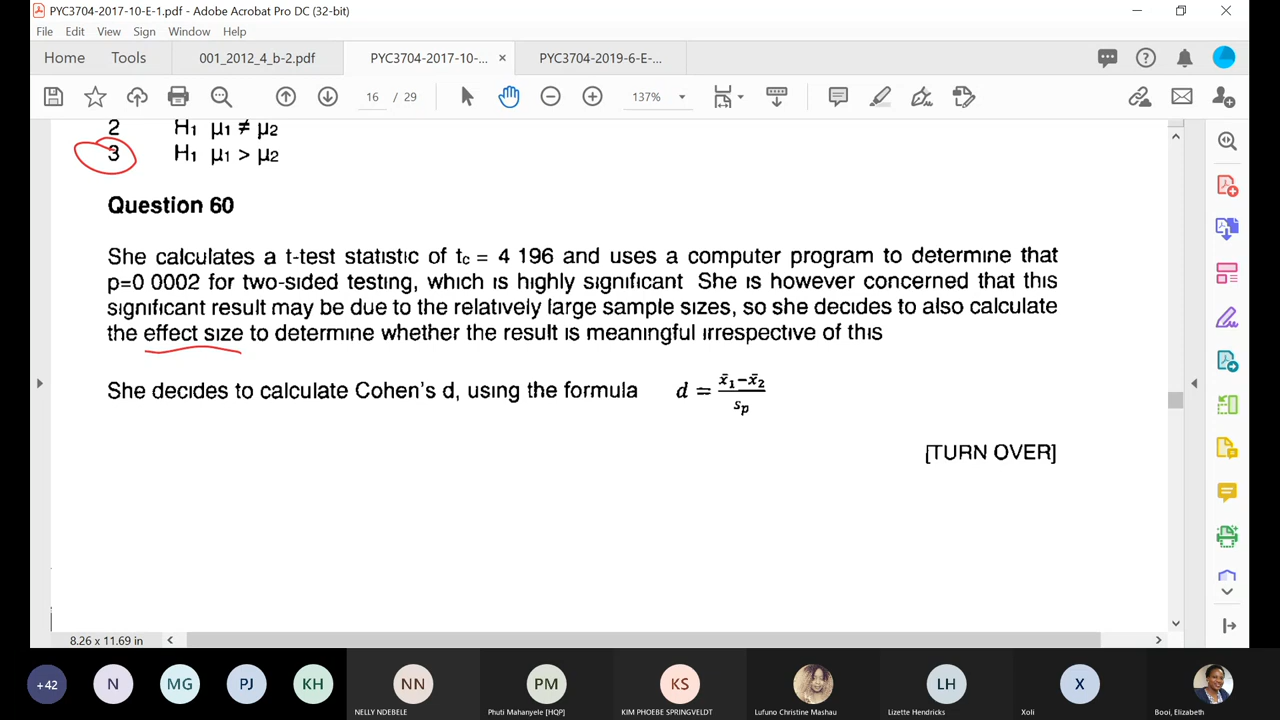 PYC3704-2017-10-E-1.pdf - Adobe Acrobat Pro DC (32-bit)
File Edit View Sign Window Help
Home Tools 001_2012_4_b-2.pdf PYC3704-2017-10-... × PYC3704-2019-6-E-...
16 / 29 137%
2 H₁ µ₁ ≠ µ₂
3 H₁ µ₁ > µ₂
Question 60
She calculates a t-test statistic of tc = 4 196 and uses a computer program to determine that
p=0 0002 for two-sided testing, which is highly significant She is however concerned that this
significant result may be due to the relatively large sample sizes, so she decides to also calculate
the effect size to determine whether the result is meaningful irrespective of this
She decides to calculate Cohen's d, using the formula d = x̄₁−x̄₂ / sₚ
[TURN OVER]
8.26 x 11.69 in
+42 N MG PJ KH NN PM KS LH X
NELLY NDEBELE Phuti Mahanyele [HQP] KIM PHOEBE SPRINGVELDT Lufuno Christine Mashau Lizette Hendricks Xoli Booi, Elizabeth